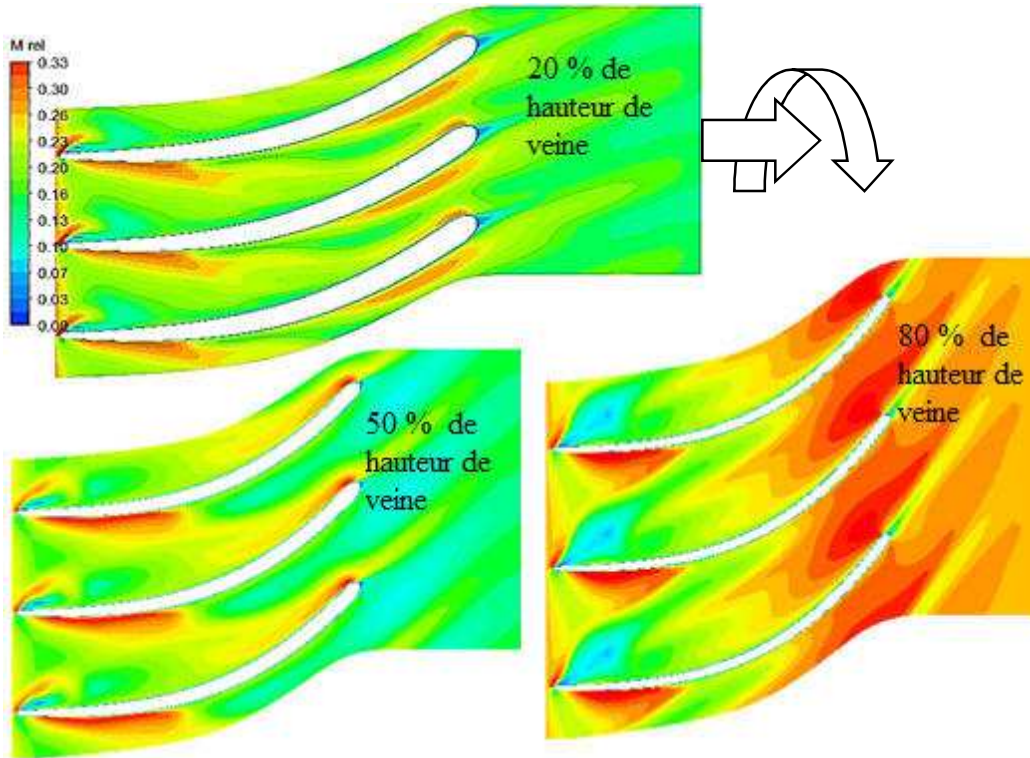 M rel
0.33
0.30
0.26
0.23
0.20
0.16
0.13
0.10
0.07
0.03
0.00
20 % de
hauteur de
veine
80 % de
hauteur de
veine
50 % de
hauteur de
veine